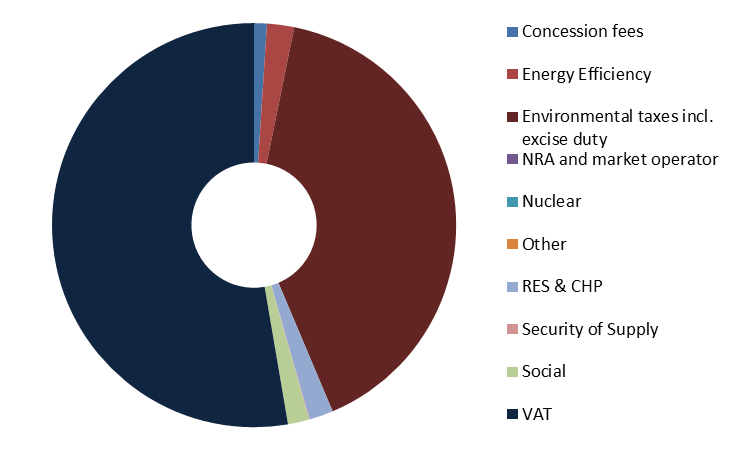 Concession fees
Energy Efficiency
Environmental taxes incl.
excise duty
NRA and market operator
Nuclear
Other
RES & CHP
Security of Supply
Social
VAT